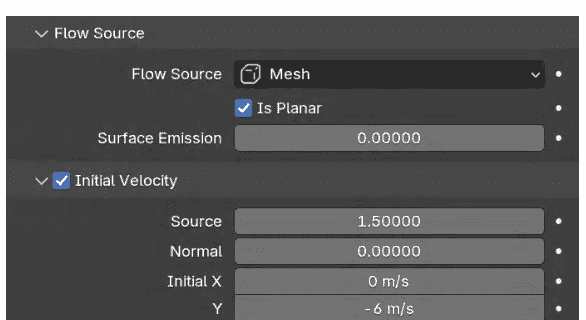 Flow Source
Flow Source Mesh
Is Planar
Surface Emission 0.00000
Initial Velocity
Source 1.50000
Normal 0.00000
Initial X 0 m/s
Y -6 m/s